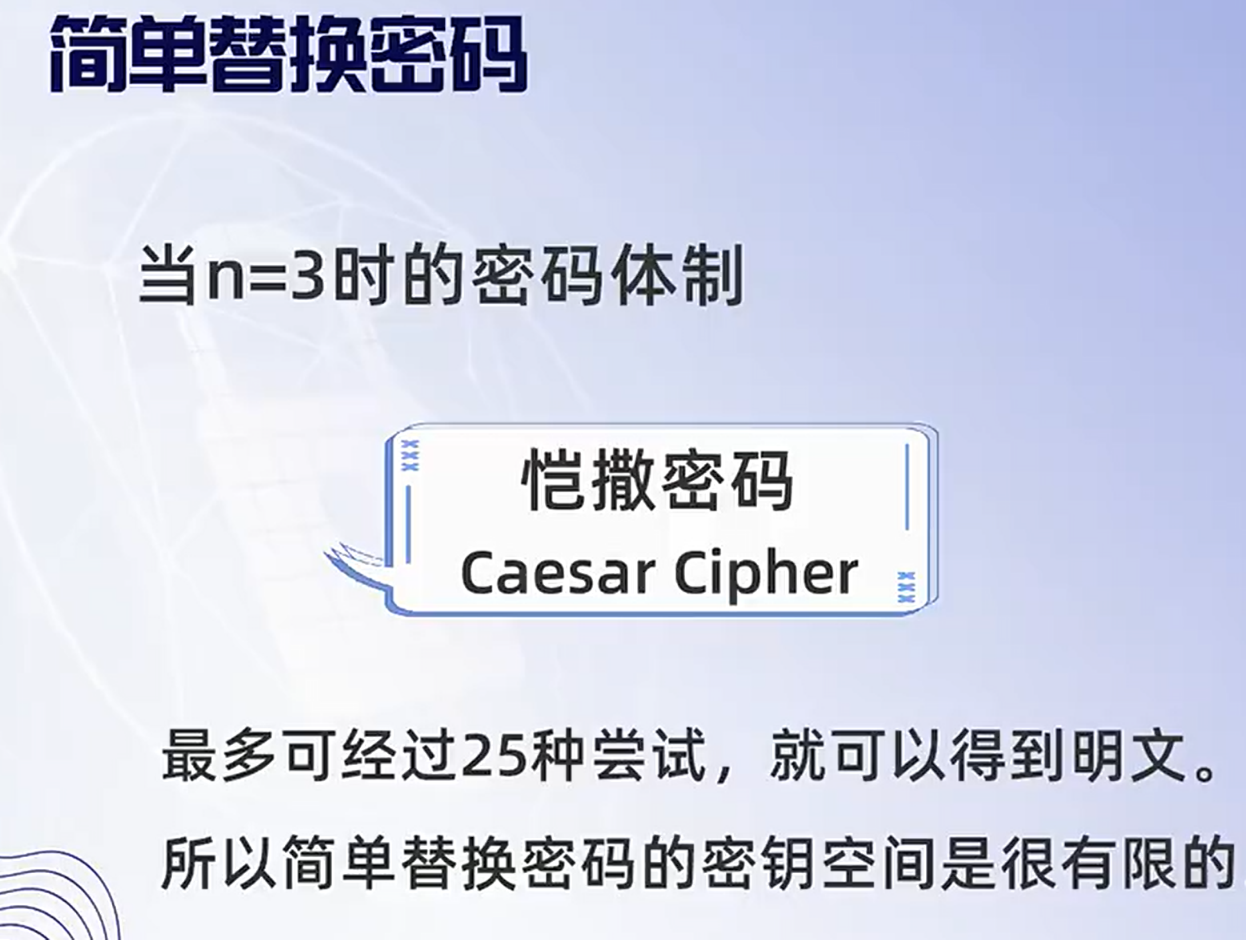 简单替换密码
当n=3时的密码体制
恺撒密码
Caesar Cipher
最多可经过25种尝试，就可以得到明文。
所以简单替换密码的密钥空间是很有限的